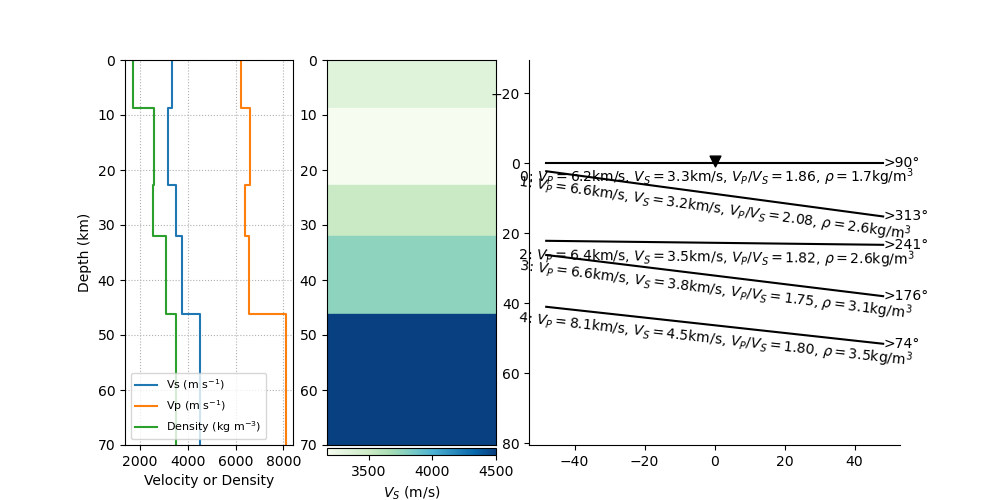 0
10
20
30
40
50
60
70
Depth (km)
2000 4000 6000 8000
Velocity or Density
Vs (m s⁻¹)
Vp (m s⁻¹)
Density (kg m⁻³)
0
10
20
30
40
50
60
70
3500 4000 4500
V_S (m/s)
−20
0
20
40
60
80
−40 −20 0 20 40
>90°
0: V_P = 6.2km/s, V_S = 3.3km/s, V_P/V_S = 1.86, ρ = 1.7kg/m³
>313°
1: V_P = 6.6km/s, V_S = 3.2km/s, V_P/V_S = 2.08, ρ = 2.6kg/m³
>241°
2: V_P = 6.4km/s, V_S = 3.5km/s, V_P/V_S = 1.82, ρ = 2.6kg/m³
>176°
3: V_P = 6.6km/s, V_S = 3.8km/s, V_P/V_S = 1.75, ρ = 3.1kg/m³
>74°
4: V_P = 8.1km/s, V_S = 4.5km/s, V_P/V_S = 1.80, ρ = 3.5kg/m³